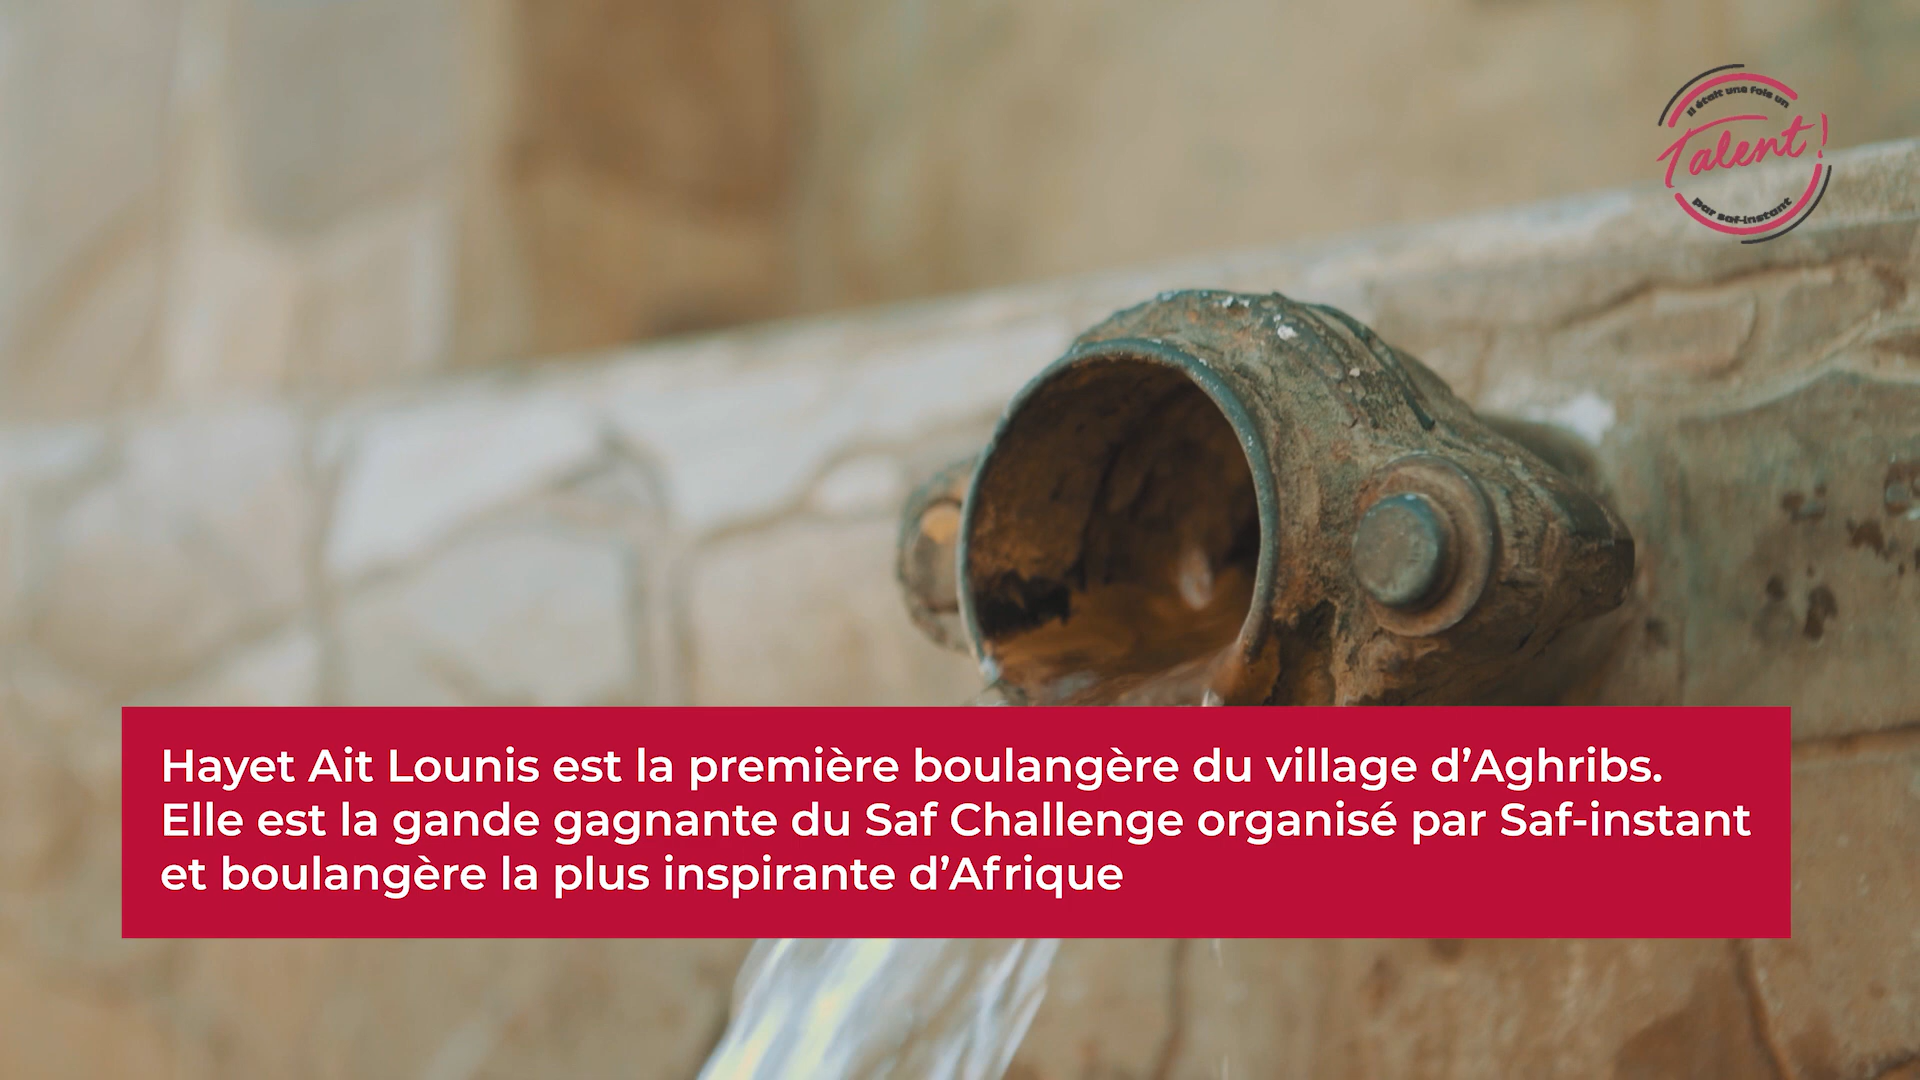 il était une fois un
Talent !
par saf-instant
Hayet Ait Lounis est la première boulangère du village d’Aghribs.
Elle est la gande gagnante du Saf Challenge organisé par Saf-instant
et boulangère la plus inspirante d’Afrique